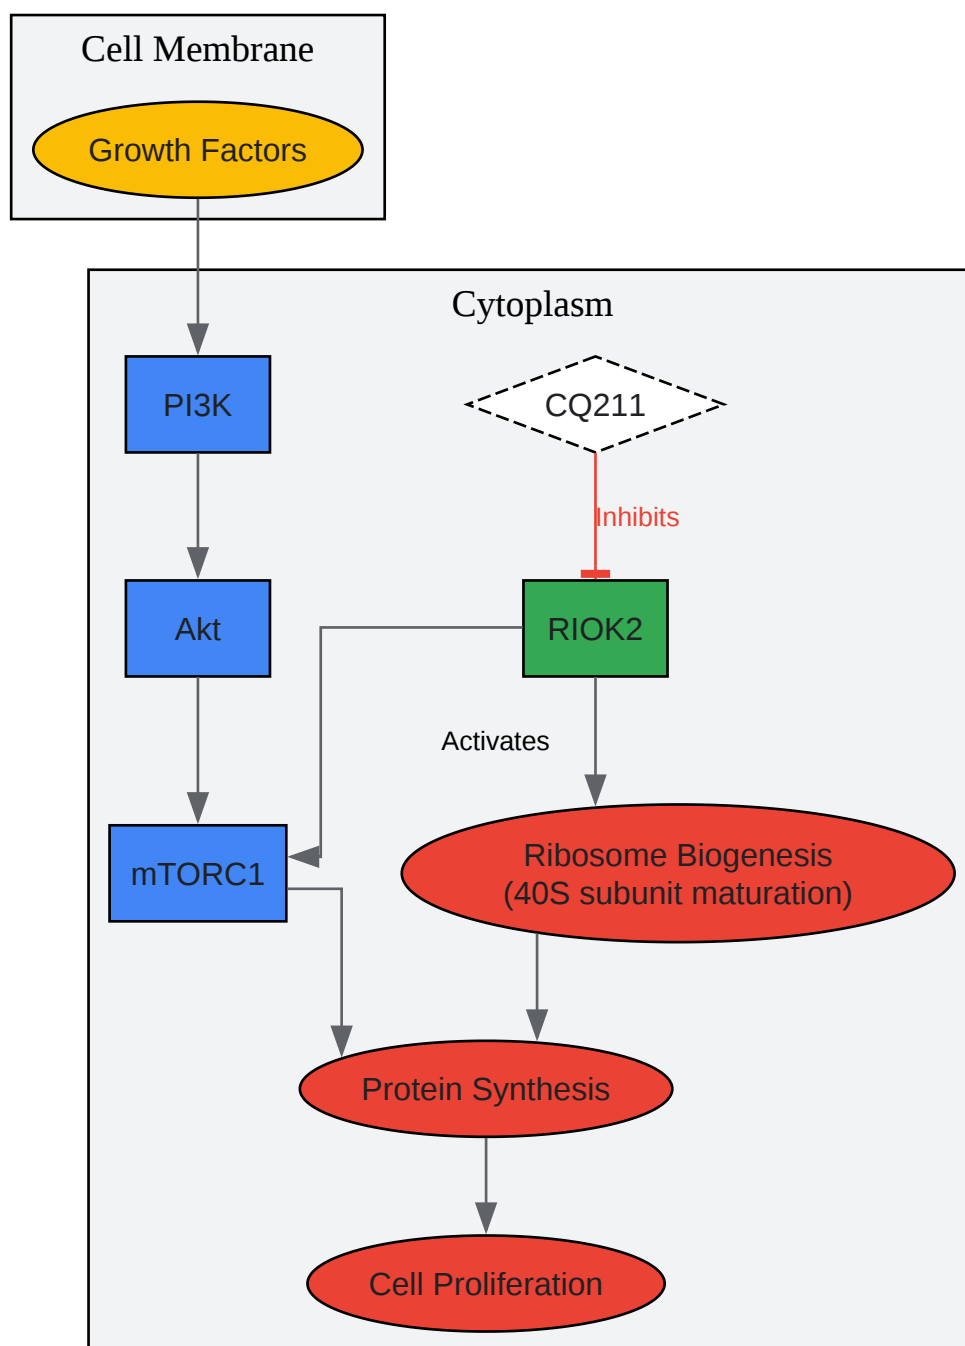 Cell Membrane
Growth Factors
Cytoplasm
PI3K
CQ211
Inhibits
Akt
RIOK2
Activates
mTORC1
Ribosome Biogenesis
(40S subunit maturation)
Protein Synthesis
Cell Proliferation